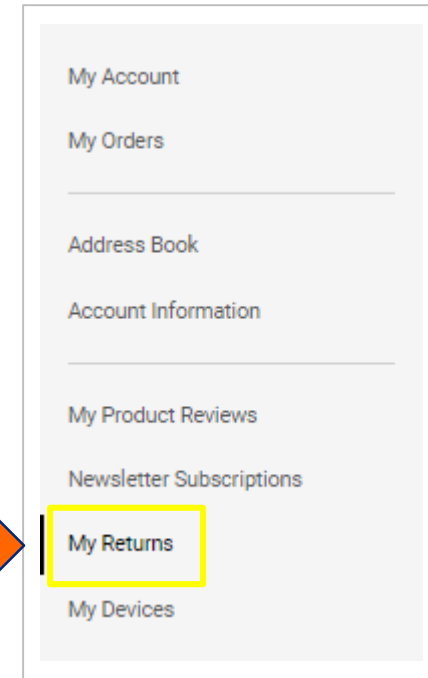 My Account
My Orders
Address Book
Account Information
My Product Reviews
Newsletter Subscriptions
My Returns
My Devices